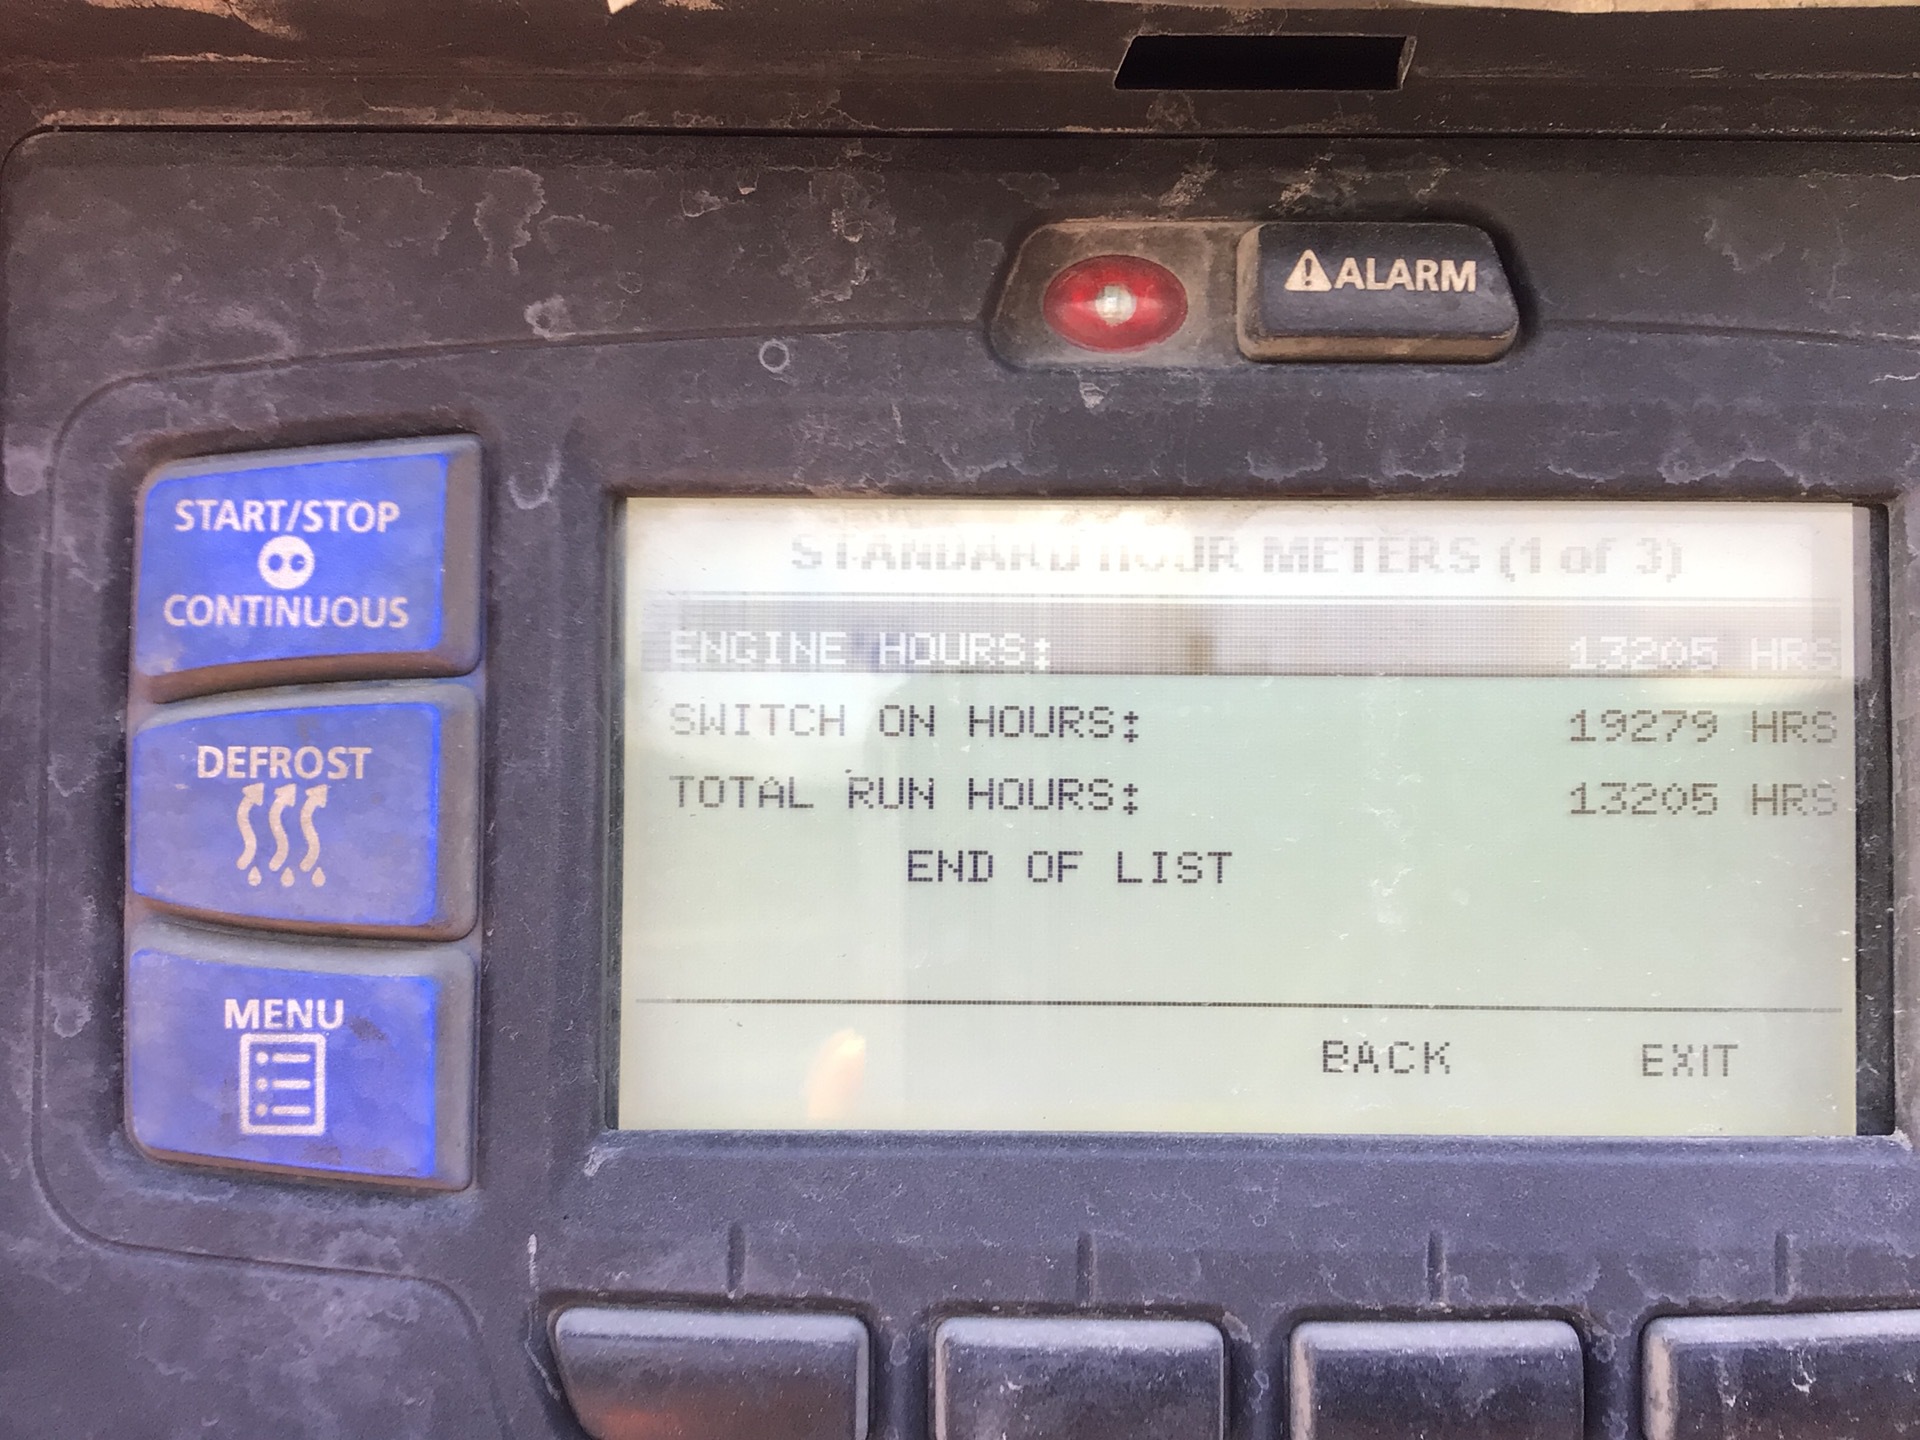 ALARM
START/STOP
CONTINUOUS
DEFROST
MENU
STANDARD HOUR METERS (1 of 3)
ENGINE HOURS: 13205 HRS
SWITCH ON HOURS: 19279 HRS
TOTAL RUN HOURS: 13205 HRS
END OF LIST
BACK EXIT